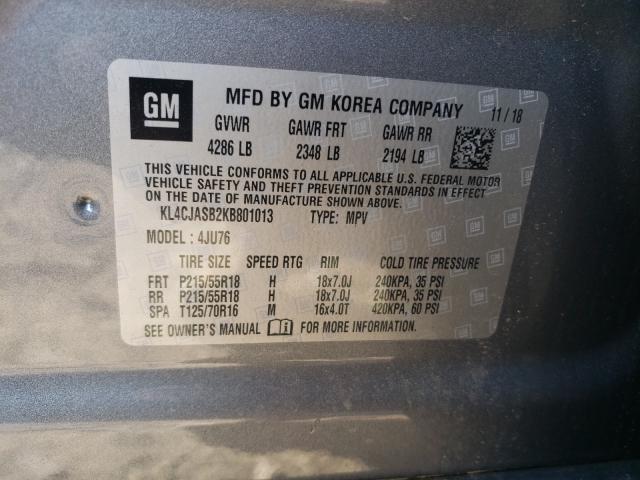 GM MFD BY GM KOREA COMPANY 11 / 18
GVWR GAWR FRT GAWR RR
4286 LB 2348 LB 2194 LB
THIS VEHICLE CONFORMS TO ALL APPLICABLE U.S. FEDERAL MOTOR
VEHICLE SAFETY AND THEFT PREVENTION STANDARDS IN EFFECT
ON THE DATE OF MANUFACTURE SHOWN ABOVE.
KL4CJASB2KB801013 TYPE: MPV
MODEL : 4JU76
TIRE SIZE SPEED RTG RIM COLD TIRE PRESSURE
FRT P215/55R18 H 18x7.0J 240KPA, 35 PSI
RR P215/55R18 H 18x7.0J 240KPA, 35 PSI
SPA T125/70R16 M 16x4.0T 420KPA, 60 PSI
SEE OWNER'S MANUAL FOR MORE INFORMATION.